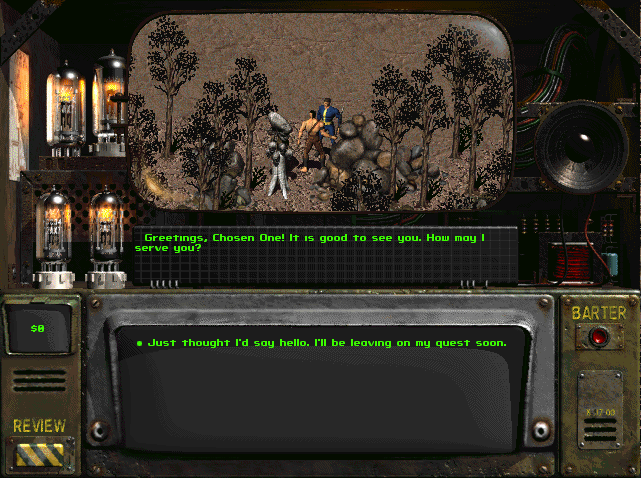 Greetings, Chosen One! It is good to see you. How may I
serve you?
$0
• Just thought I'd say hello. I'll be leaving on my quest soon.
BARTER
REVIEW